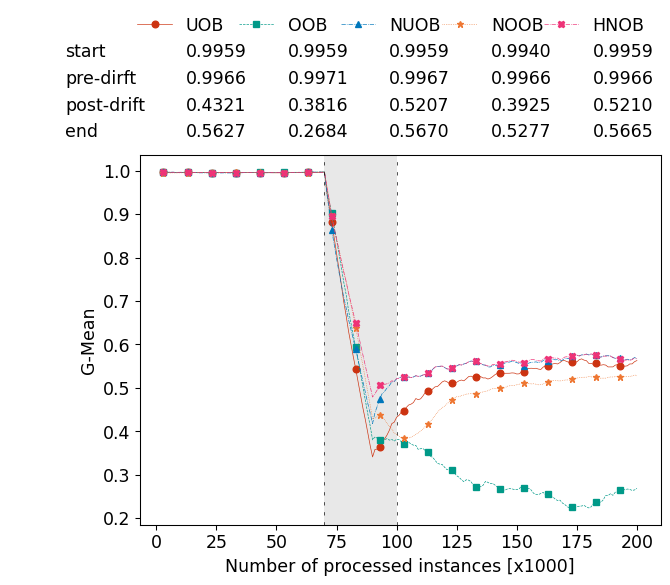 UOB OOB NUOB NOOB HNOB
start 0.9959 0.9959 0.9959 0.9940 0.9959
pre-dirft 0.9966 0.9971 0.9967 0.9966 0.9966
post-drift 0.4321 0.3816 0.5207 0.3925 0.5210
end 0.5627 0.2684 0.5670 0.5277 0.5665
1.0
0.9
0.8
0.7
0.6
0.5
0.4
0.3
0.2
G-Mean
0 25 50 75 100 125 150 175 200
Number of processed instances [x1000]